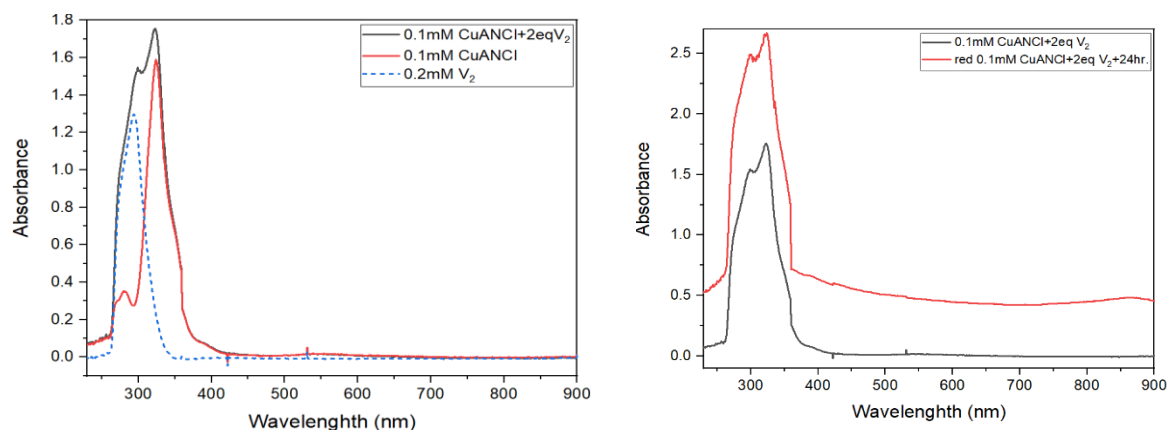 1.8
1.6
1.4
1.2
1.0
0.8
0.6
0.4
0.2
0.0
Absorbance
300 400 500 600 700 800 900
Wavelenghth (nm)
0.1mM CuANCl+2eqV2
0.1mM CuANCl
0.2mM V2
2.5
2.0
1.5
1.0
0.5
0.0
Absorbance
300 400 500 600 700 800 900
Wavelenghth (nm)
0.1mM CuANCl+2eq V2
red 0.1mM CuANCl+2eq V2+24hr.